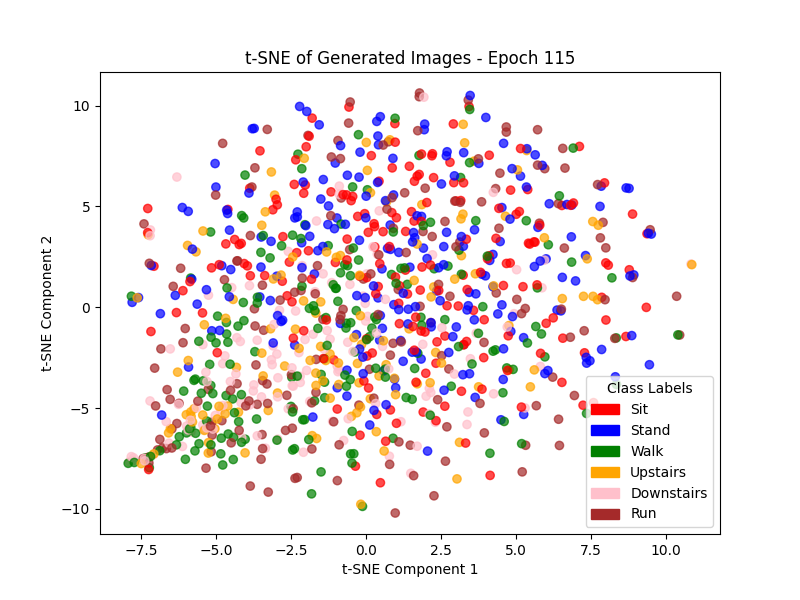 t-SNE of Generated Images - Epoch 115
t-SNE Component 2
10
5
0
−5
−10
−7.5
−5.0
−2.5
0.0
2.5
5.0
7.5
10.0
t-SNE Component 1
Class Labels
Sit
Stand
Walk
Upstairs
Downstairs
Run